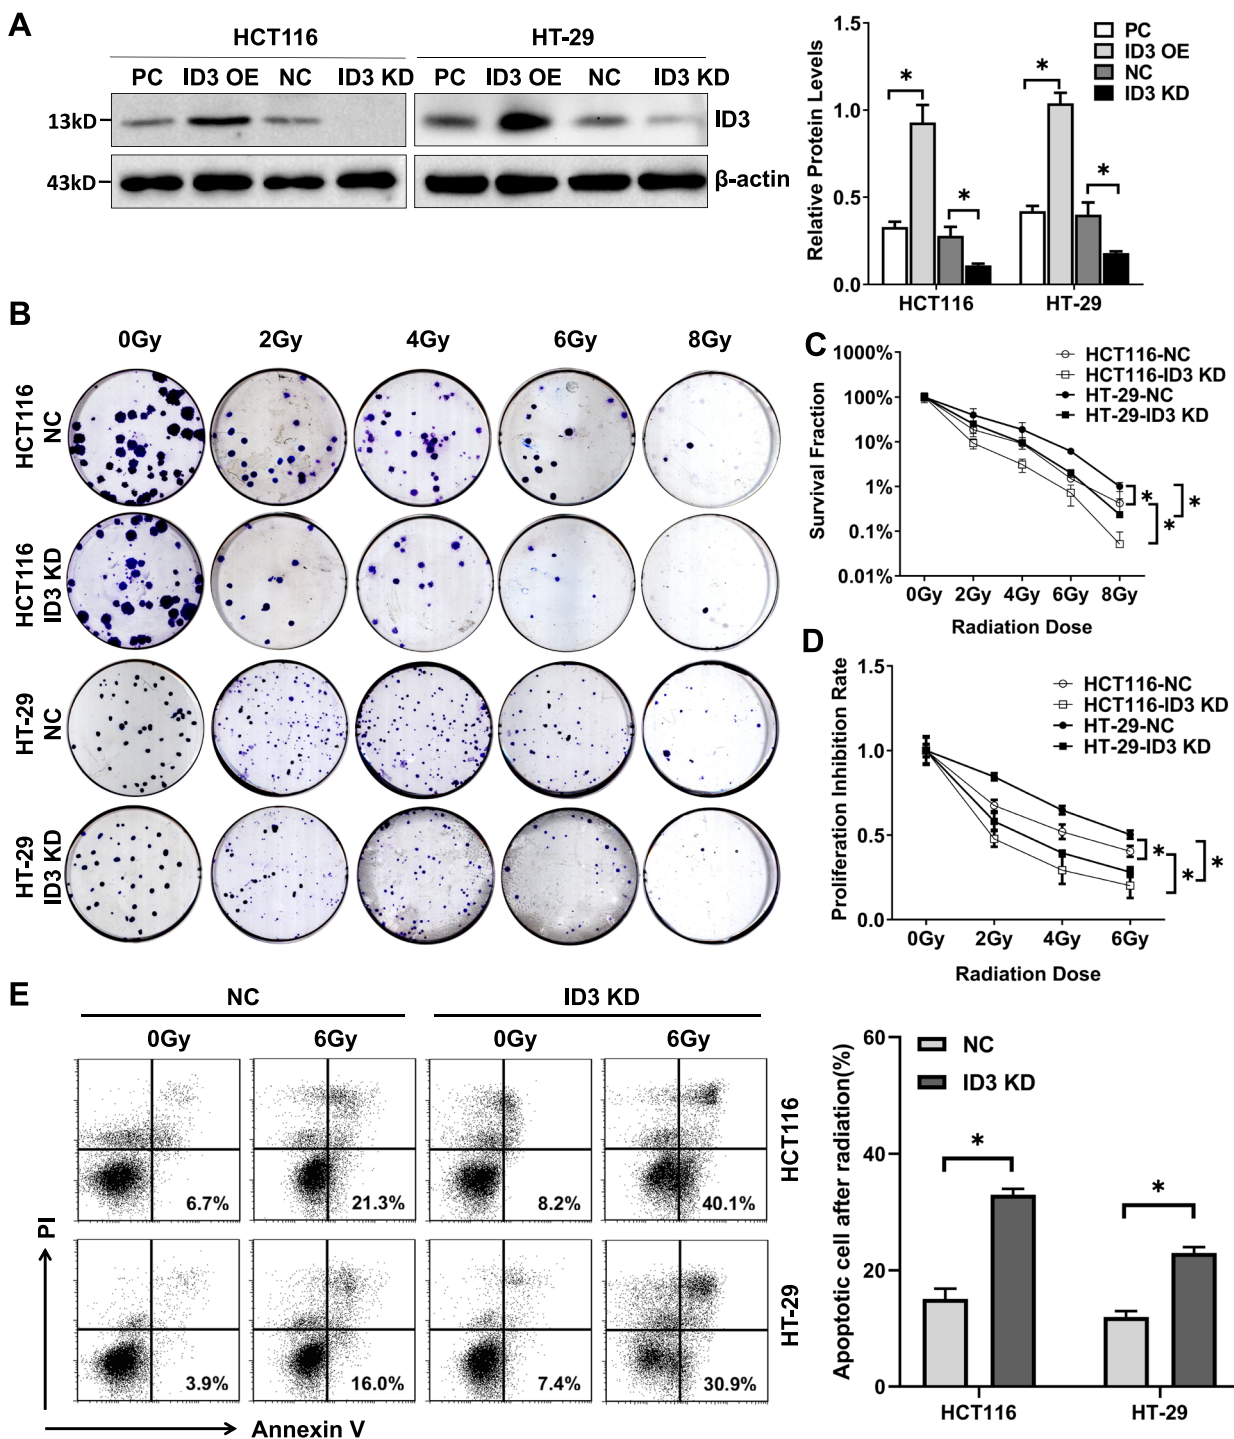 A
HCT116
HT-29
PC ID3 OE NC ID3 KD
PC ID3 OE NC ID3 KD
13kD
ID3
43kD
β-actin
Relative Protein Levels
1.5
1.0
0.5
0.0
PC
ID3 OE
NC
ID3 KD
* * * *
HCT116 HT-29
B
0Gy 2Gy 4Gy 6Gy 8Gy
HCT116
NC
HCT116
ID3 KD
HT-29
NC
HT-29
ID3 KD
C
Survival Fraction
1000%
100%
10%
1%
0.1%
0.01%
HCT116-NC
HCT116-ID3 KD
HT-29-NC
HT-29-ID3 KD
* * *
0Gy 2Gy 4Gy 6Gy 8Gy
Radiation Dose
D
Proliferation Inhibition Rate
1.5
1.0
0.5
0.0
HCT116-NC
HCT116-ID3 KD
HT-29-NC
HT-29-ID3 KD
* * *
0Gy 2Gy 4Gy 6Gy
Radiation Dose
E
NC ID3 KD
0Gy 6Gy 0Gy 6Gy
6.7% 21.3% 8.2% 40.1%
HCT116
3.9% 16.0% 7.4% 30.9%
HT-29
PI
Annexin V
Apoptotic cell after radiation(%)
60
40
20
0
NC
ID3 KD
* *
HCT116 HT-29